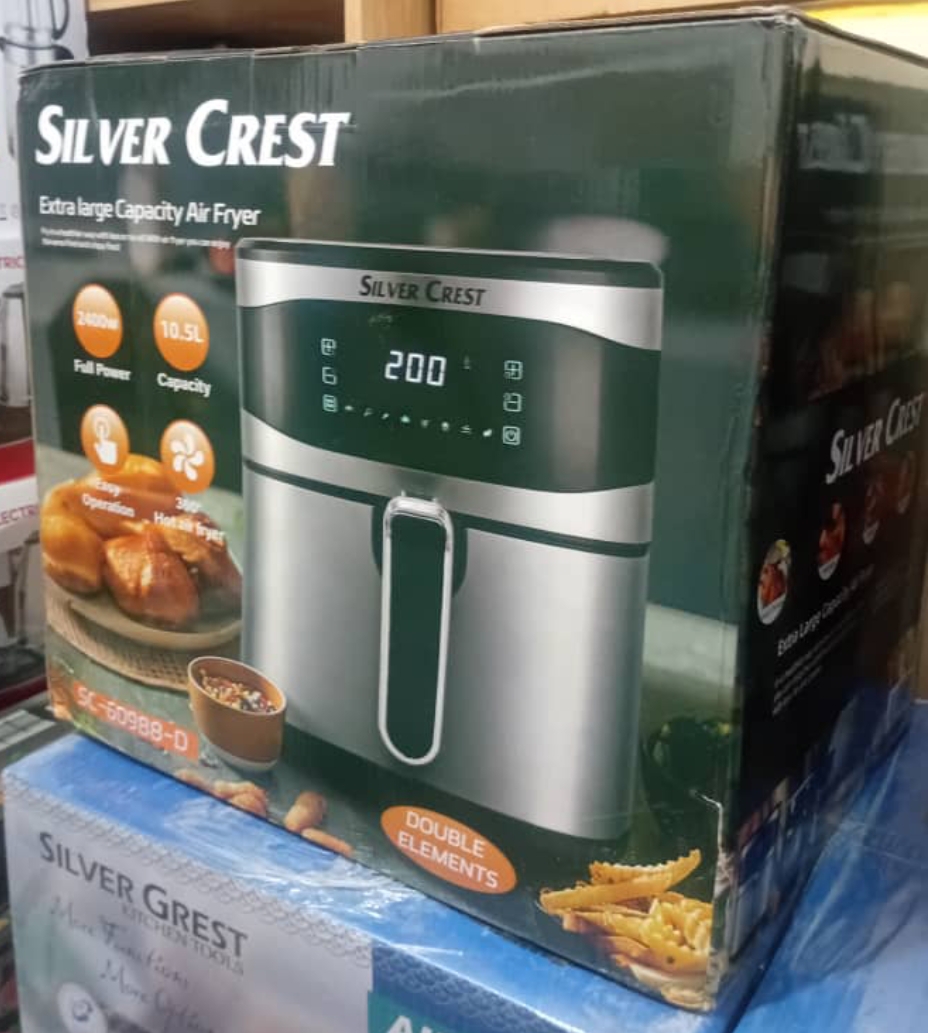 SILVER CREST
Extra large Capacity Air Fryer
SILVER CREST
2400w
Full Power
10.5L
Capacity
200
Easy
Operation
360°
Hot air fryer
SC-60988-D
DOUBLE
ELEMENTS
SILVER CREST
Extra Large Capacity Air Fryer
SILVER GREST
KITCHEN TOOLS
More Functions
More